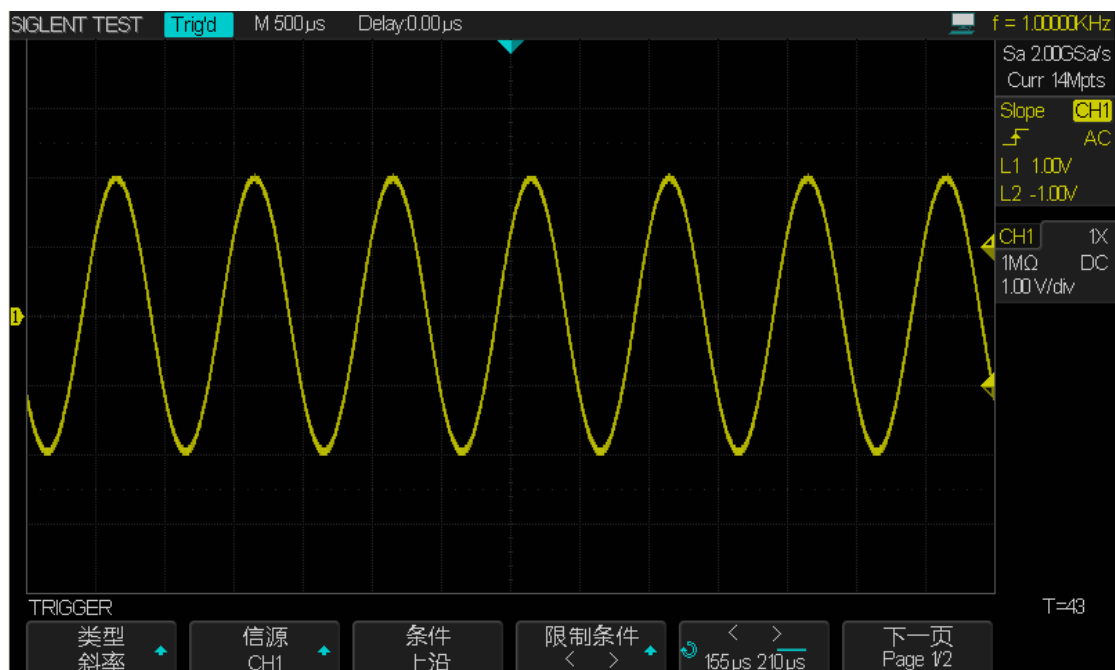 SIGLENT TEST Trig'd M 500µs Delay:0.00µs f = 1.00000KHz
Sa 2.00GSa/s
Curr 14Mpts
Slope CH1
AC
L1 1.00V
L2 -1.00V
CH1 1X
1MΩ DC
1.00 V/div
1
TRIGGER T=43
类型 信源 条件 限制条件 < > 下一页
斜率 CH1 上沿 < > 155µs 210µs Page 1/2